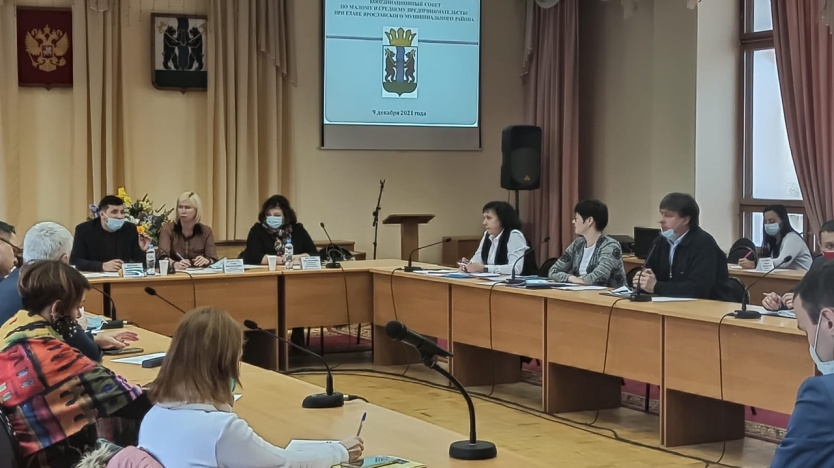 КООРДИНАЦИОННЫЙ СОВЕТ
ПО МАЛОМУ И СРЕДНЕМУ ПРЕДПРИНИМАТЕЛЬСТВУ
ПРИ ГЛАВЕ ЯРОСЛАВСКОГО МУНИЦИПАЛЬНОГО РАЙОНА
9 декабря 2021 года